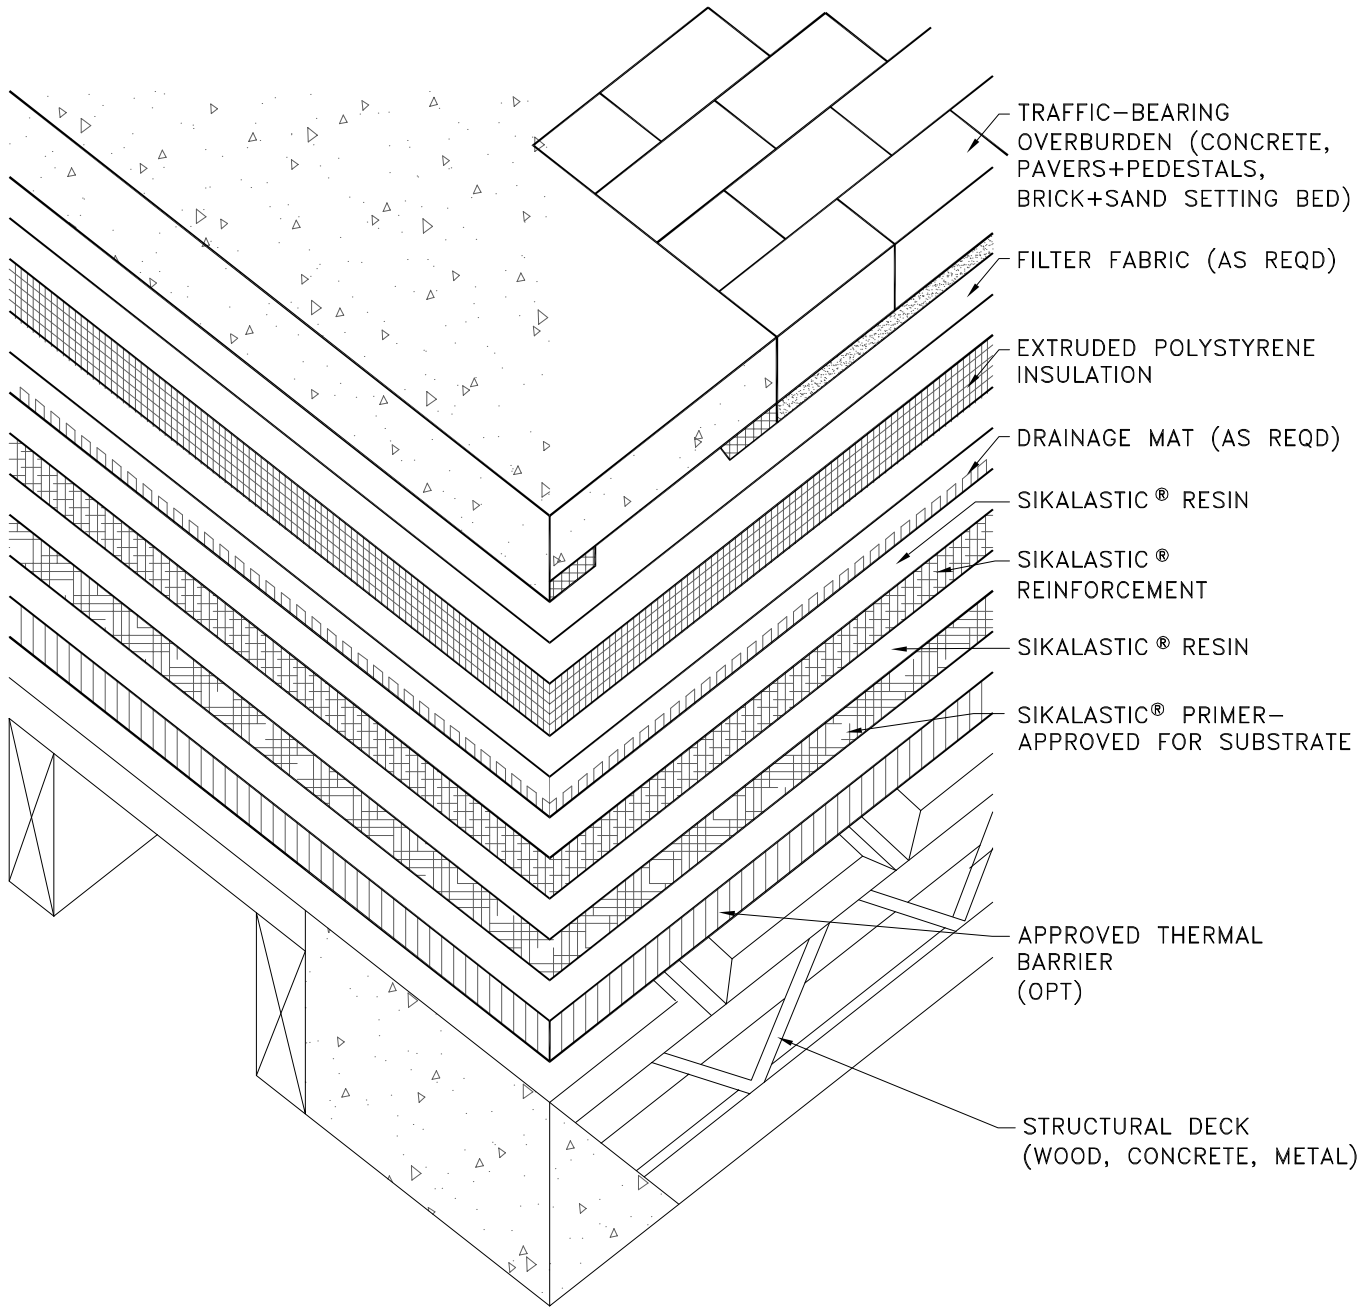 TRAFFIC-BEARING
OVERBURDEN (CONCRETE,
PAVERS+PEDESTALS,
BRICK+SAND SETTING BED)
FILTER FABRIC (AS REQD)
EXTRUDED POLYSTYRENE
INSULATION
DRAINAGE MAT (AS REQD)
SIKALASTIC® RESIN
SIKALASTIC®
REINFORCEMENT
SIKALASTIC® RESIN
SIKALASTIC® PRIMER-
APPROVED FOR SUBSTRATE
APPROVED THERMAL
BARRIER
(OPT)
STRUCTURAL DECK
(WOOD, CONCRETE, METAL)